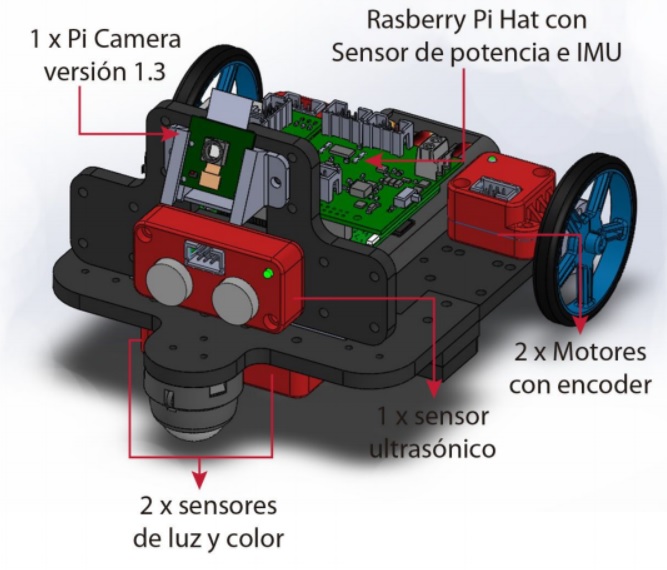 1 x Pi Camera
versión 1.3
Rasberry Pi Hat con
Sensor de potencia e IMU
2 x Motores
con encoder
1 x sensor
ultrasónico
2 x sensores
de luz y color